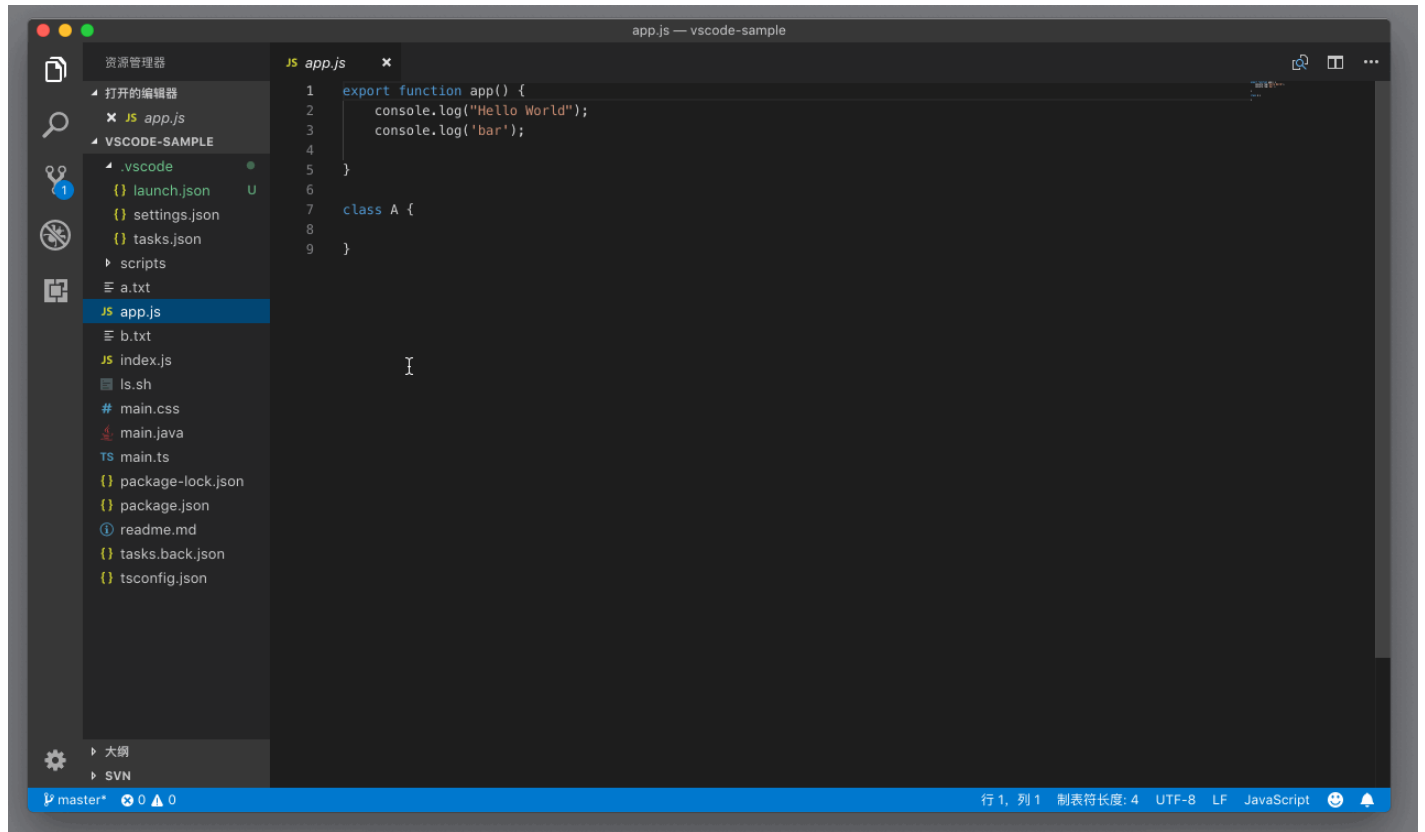 app.js — vscode-sample
资源管理器
打开的编辑器
JS app.js
VSCODE-SAMPLE
.vscode
{} launch.json U
{} settings.json
{} tasks.json
scripts
a.txt
JS app.js
b.txt
JS index.js
ls.sh
# main.css
main.java
TS main.ts
{} package-lock.json
{} package.json
readme.md
{} tasks.back.json
{} tsconfig.json
大纲
SVN
1
JS app.js
1 export function app() {
2     console.log("Hello World");
3     console.log('bar');
4
5 }
6
7 class A {
8
9 }
master* 0 0
行 1, 列 1 制表符长度: 4 UTF-8 LF JavaScript